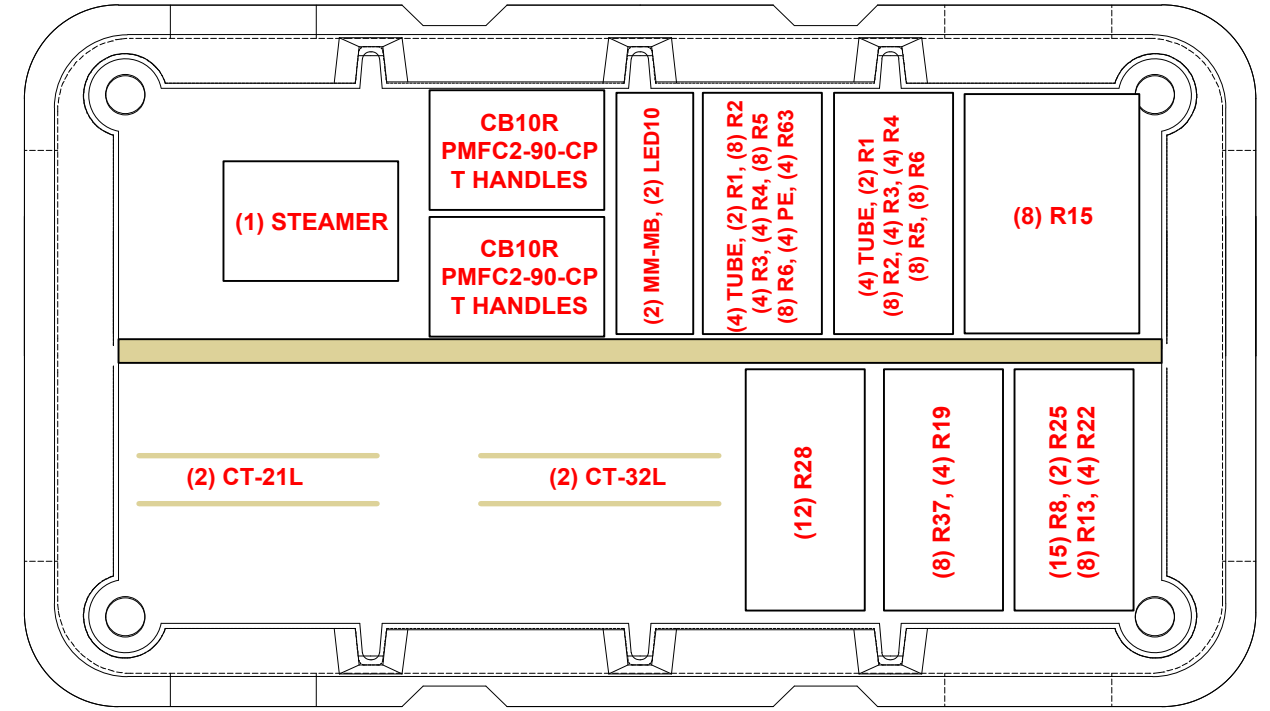 (1) STEAMER
CB10R
PMFC2-90-CP
T HANDLES
CB10R
PMFC2-90-CP
T HANDLES
(2) MM-MB, (2) LED10
(4) TUBE, (2) R1, (8) R2
(4) R3, (4) R4, (8) R5
(8) R6, (4) PE, (4) R63
(4) TUBE, (2) R1
(8) R2, (4) R3, (4) R4
(8) R5, (8) R6
(8) R15
(2) CT-21L
(2) CT-32L
(12) R28
(8) R37, (4) R19
(15) R8, (2) R25
(8) R13, (4) R22